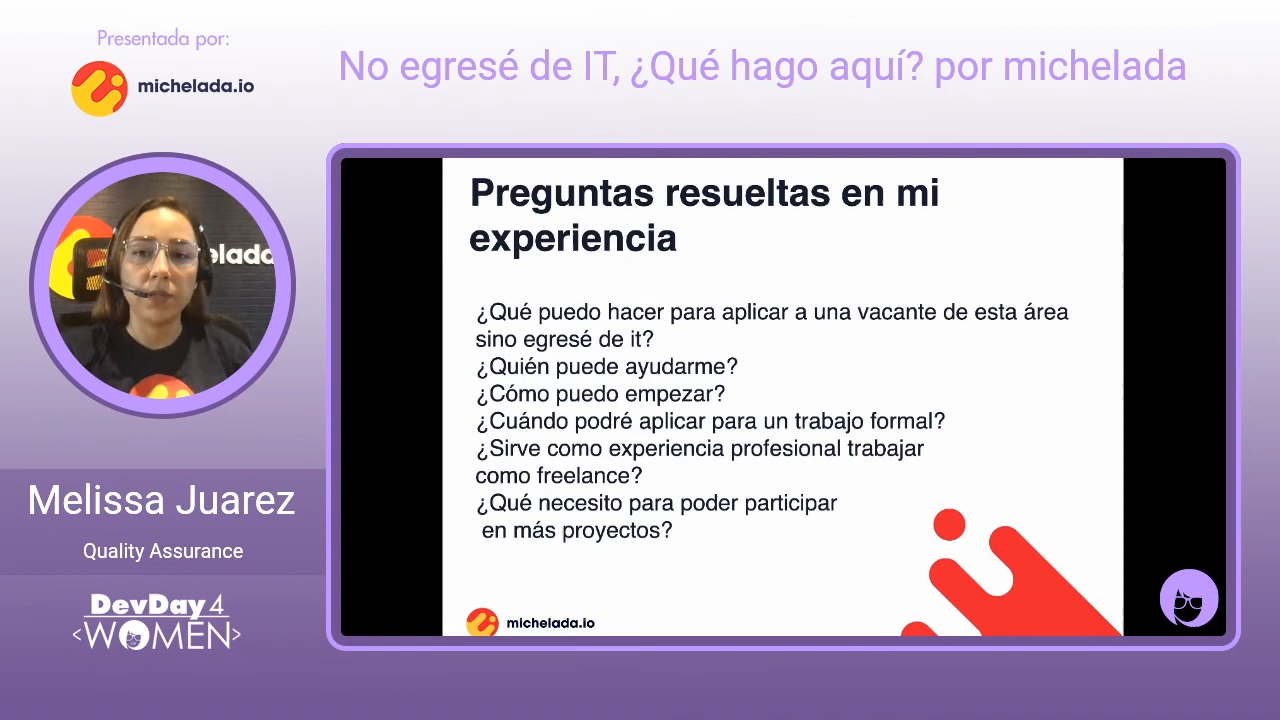 Presentada por:
michelada.io
No egresé de IT, ¿Qué hago aquí? por michelada
elada
Preguntas resueltas en mi
experiencia
¿Qué puedo hacer para aplicar a una vacante de esta área
sino egresé de it?
¿Quién puede ayudarme?
¿Cómo puedo empezar?
¿Cuándo podré aplicar para un trabajo formal?
¿Sirve como experiencia profesional trabajar
como freelance?
¿Qué necesito para poder participar
en más proyectos?
michelada.io
Melissa Juarez
Quality Assurance
DevDay 4
<WOMEN>